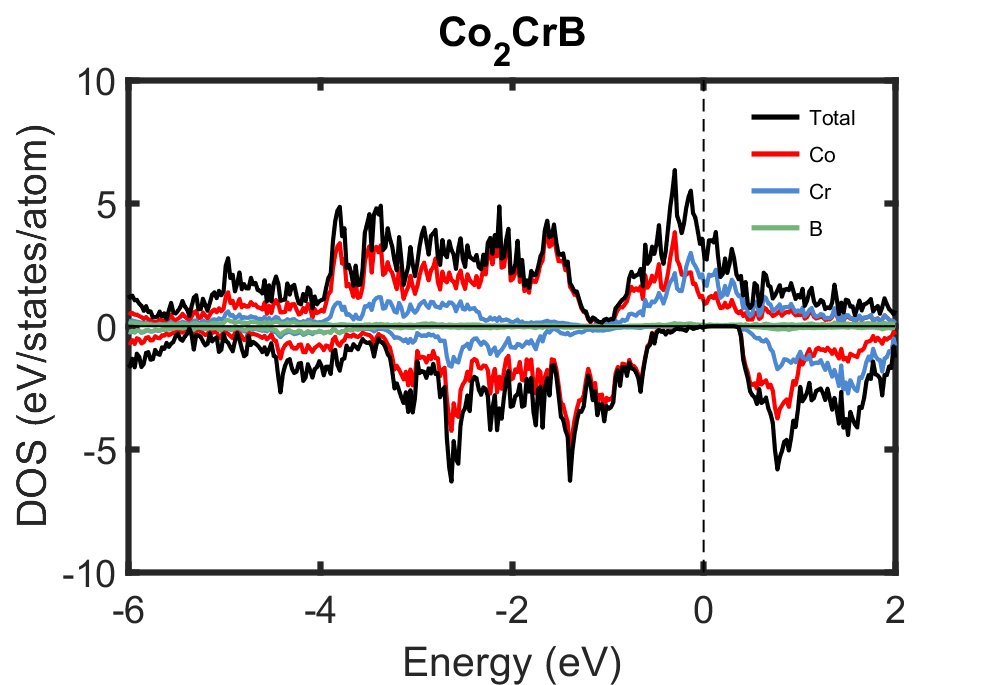 Co₂CrB
10
5
0
-5
-10
DOS (eV/states/atom)
Total
Co
Cr
B
-6 -4 -2 0 2
Energy (eV)